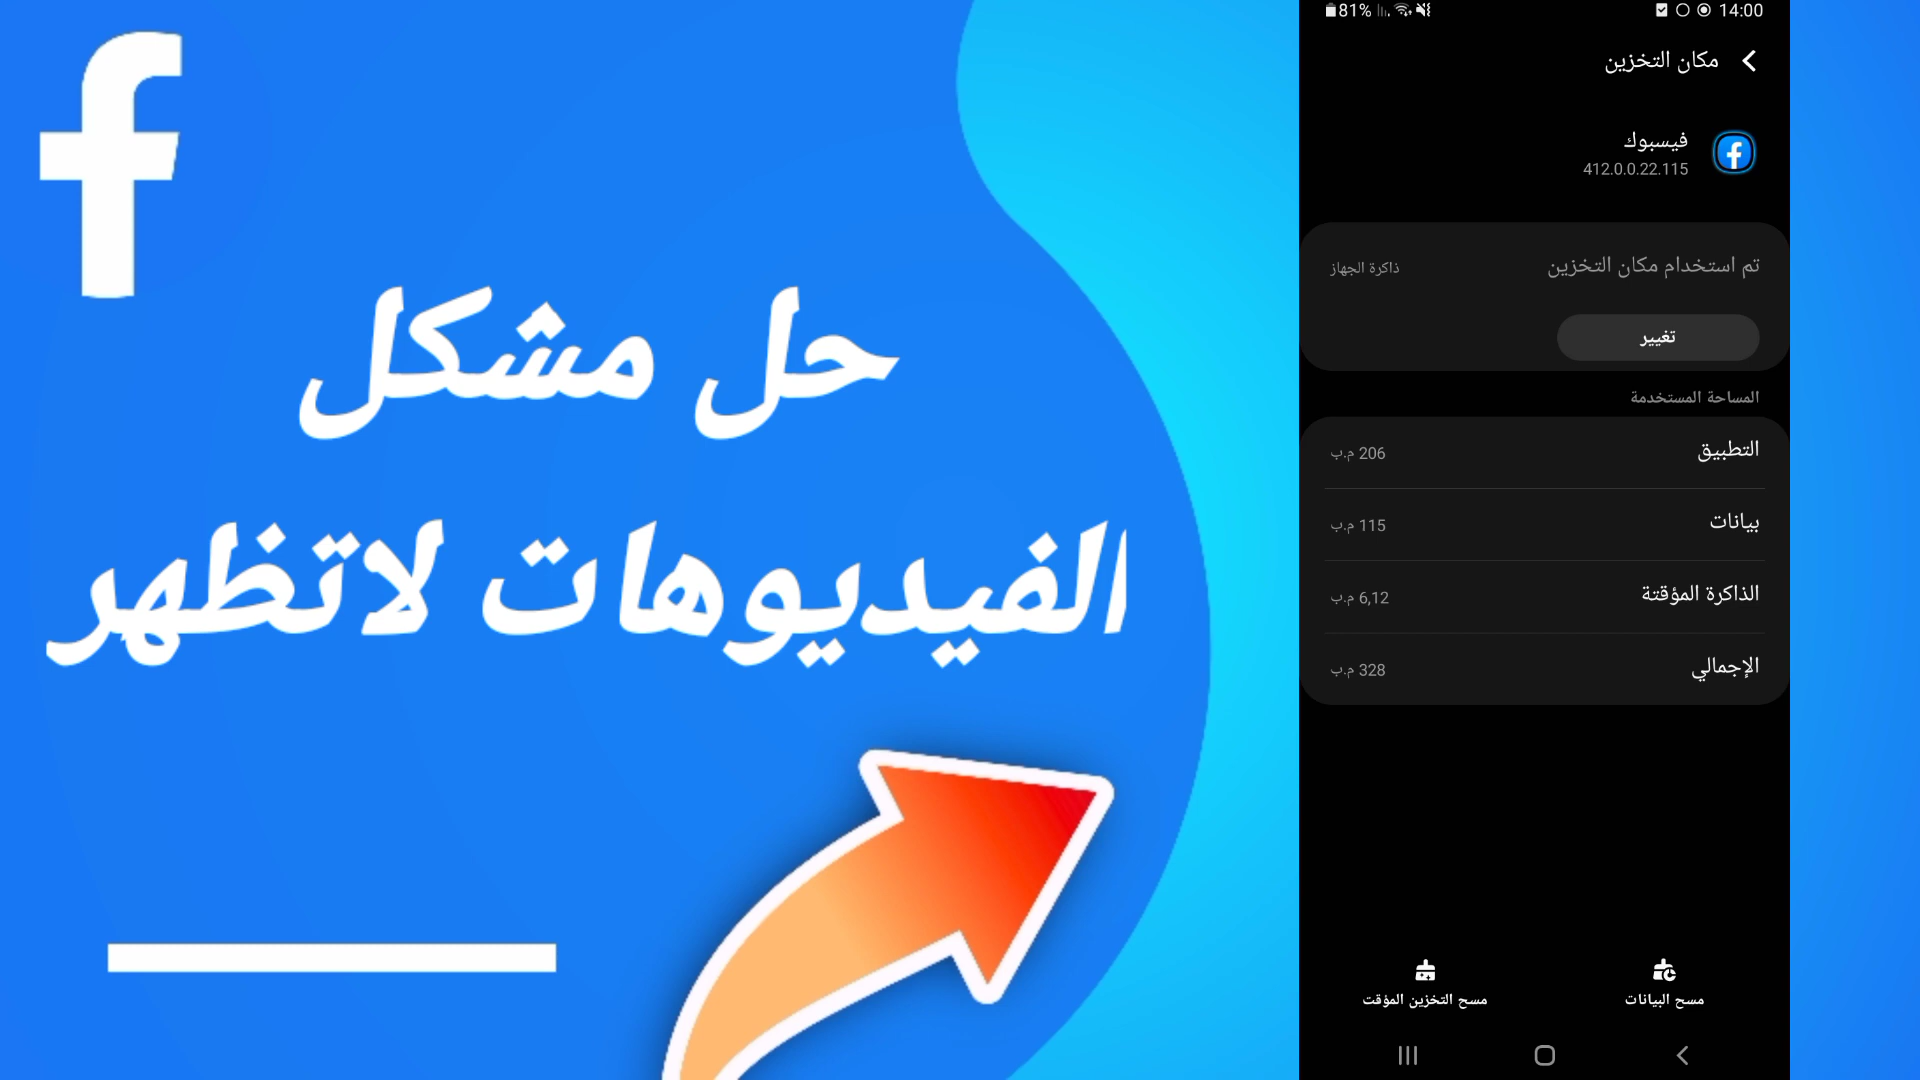 حل مشكل
الفيديوهات لاتظهر
81% 14:00
مكان التخزين
فيسبوك
412.0.0.22.115
تم استخدام مكان التخزين ذاكرة الجهاز
تغيير
المساحة المستخدمة
التطبيق 206 م.ب
بيانات 115 م.ب
الذاكرة المؤقتة 6,12 م.ب
الإجمالي 328 م.ب
مسح البيانات مسح التخزين المؤقت